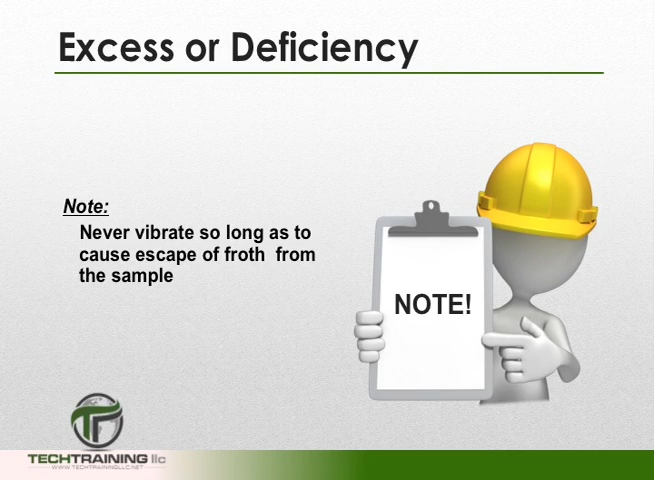 Excess or Deficiency
Note:
Never vibrate so long as to
cause escape of froth from
the sample
NOTE!
TP
TECHTRAINING llc
WWW.TECHTRAININGLLC.NET